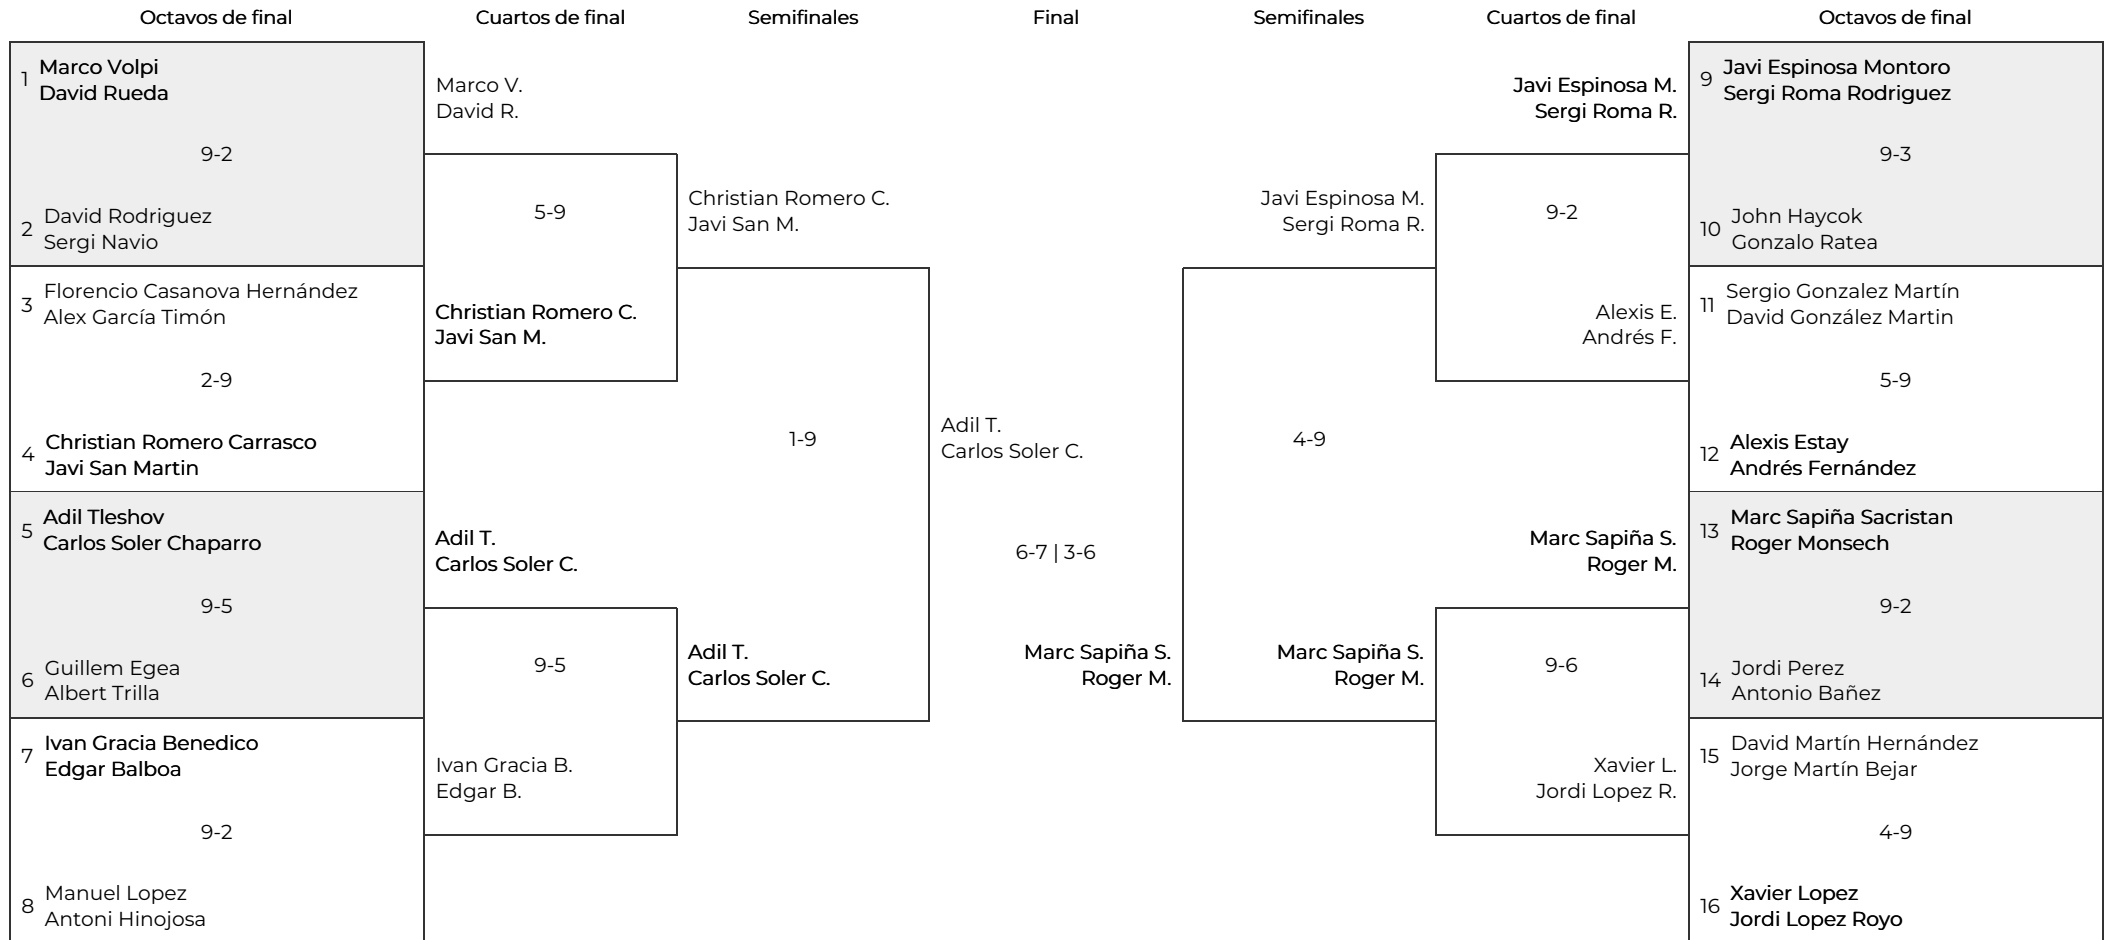 Octavos de final
Cuartos de final
Semifinales
Final
Semifinales
Cuartos de final
Octavos de final
1
Marco Volpi
David Rueda
9-2
2
David Rodriguez
Sergi Navio
3
Florencio Casanova Hernández
Alex García Timón
2-9
4
Christian Romero Carrasco
Javi San Martin
5
Adil Tleshov
Carlos Soler Chaparro
9-5
6
Guillem Egea
Albert Trilla
7
Ivan Gracia Benedico
Edgar Balboa
9-2
8
Manuel Lopez
Antoni Hinojosa
Marco V.
David R.
5-9
Christian Romero C.
Javi San M.
Adil T.
Carlos Soler C.
9-5
Ivan Gracia B.
Edgar B.
Christian Romero C.
Javi San M.
1-9
Adil T.
Carlos Soler C.
Adil T.
Carlos Soler C.
6-7 | 3-6
Marc Sapiña S.
Roger M.
Javi Espinosa M.
Sergi Roma R.
4-9
Marc Sapiña S.
Roger M.
Javi Espinosa M.
Sergi Roma R.
9-2
Alexis E.
Andrés F.
Marc Sapiña S.
Roger M.
9-6
Xavier L.
Jordi Lopez R.
9
Javi Espinosa Montoro
Sergi Roma Rodriguez
9-3
10
John Haycok
Gonzalo Ratea
11
Sergio Gonzalez Martín
David González Martin
5-9
12
Alexis Estay
Andrés Fernández
13
Marc Sapiña Sacristan
Roger Monsech
9-2
14
Jordi Perez
Antonio Bañez
15
David Martín Hernández
Jorge Martín Bejar
4-9
16
Xavier Lopez
Jordi Lopez Royo